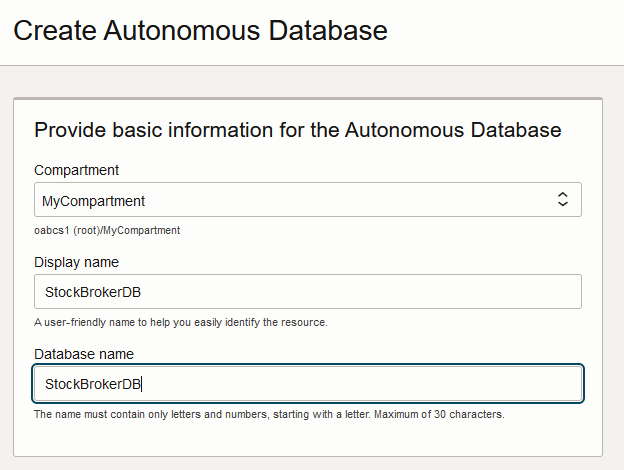 Create Autonomous Database
Provide basic information for the Autonomous Database
Compartment
MyCompartment
oabcs1 (root)/MyCompartment
Display name
StockBrokerDB
A user-friendly name to help you easily identify the resource.
Database name
StockBrokerDB
The name must contain only letters and numbers, starting with a letter. Maximum of 30 characters.